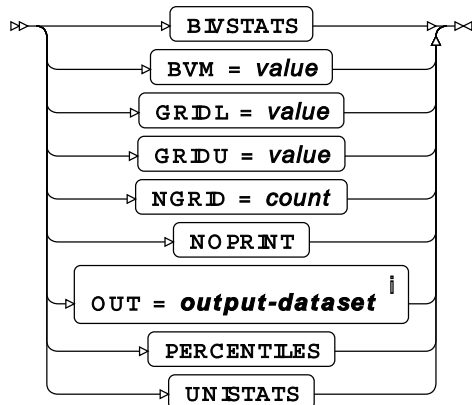 BIVSTATS
BVM = value
GRIDL = value
GRIDU = value
NGRID = count
NOPRINT
OUT = output-dataset i
PERCENTILES
UNISTATS